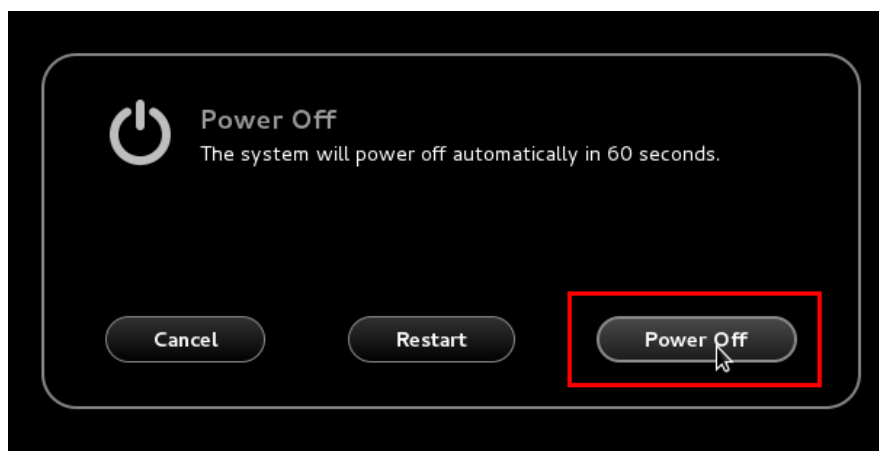 Power Off
The system will power off automatically in 60 seconds.
Cancel Restart Power Off